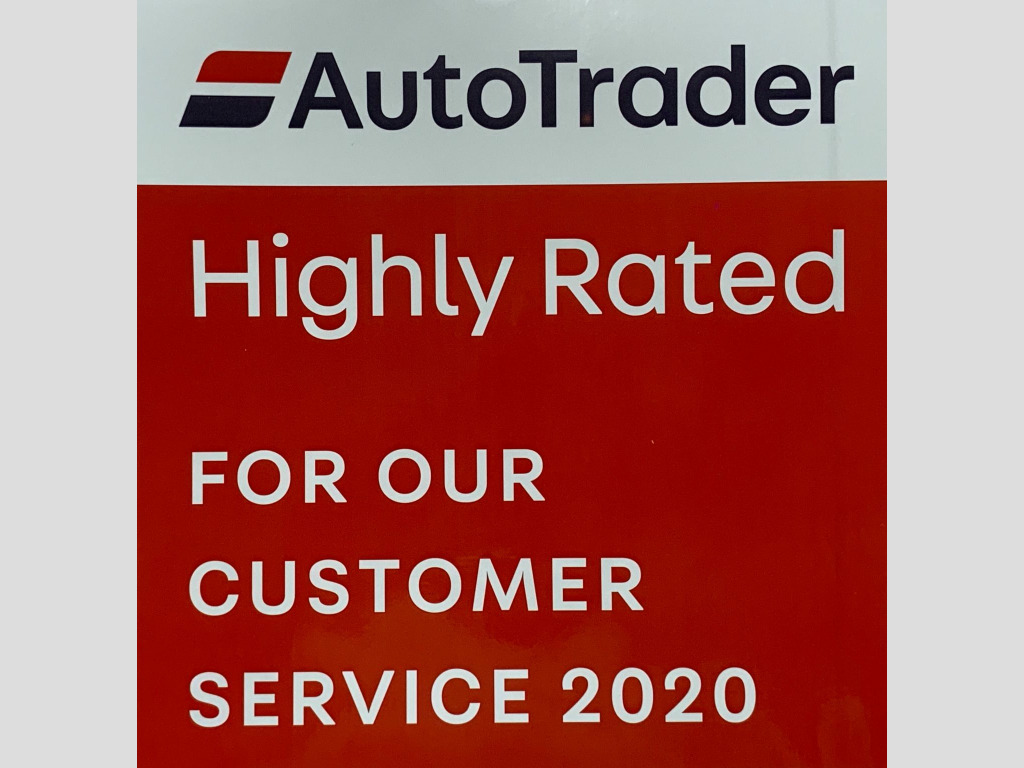 AutoTrader
Highly Rated
FOR OUR
CUSTOMER
SERVICE 2020